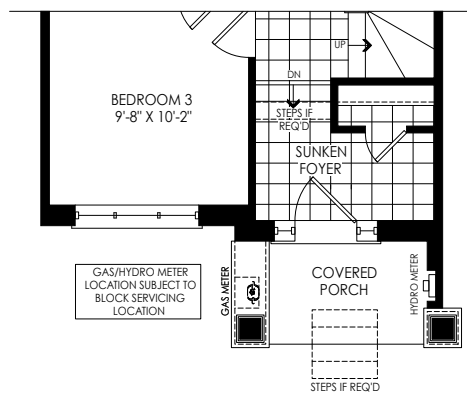 UP
BEDROOM 3
9'-8" X 10'-2"
DN
STEPS IF
REQ'D
SUNKEN
FOYER
GAS/HYDRO METER
LOCATION SUBJECT TO
BLOCK SERVICING
LOCATION
GAS METER
COVERED
PORCH
HYDRO METER
STEPS IF REQ'D